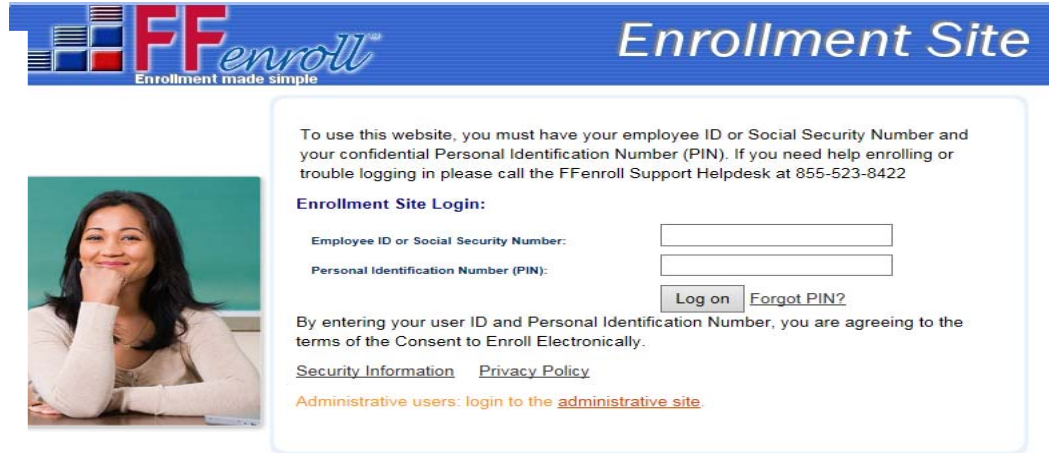 FFenroll
Enrollment made simple
Enrollment Site
To use this website, you must have your employee ID or Social Security Number and
your confidential Personal Identification Number (PIN). If you need help enrolling or
trouble logging in please call the FFenroll Support Helpdesk at 855-523-8422
Enrollment Site Login:
Employee ID or Social Security Number:
Personal Identification Number (PIN):
Log on Forgot PIN?
By entering your user ID and Personal Identification Number, you are agreeing to the
terms of the Consent to Enroll Electronically.
Security Information Privacy Policy
Administrative users: login to the administrative site.